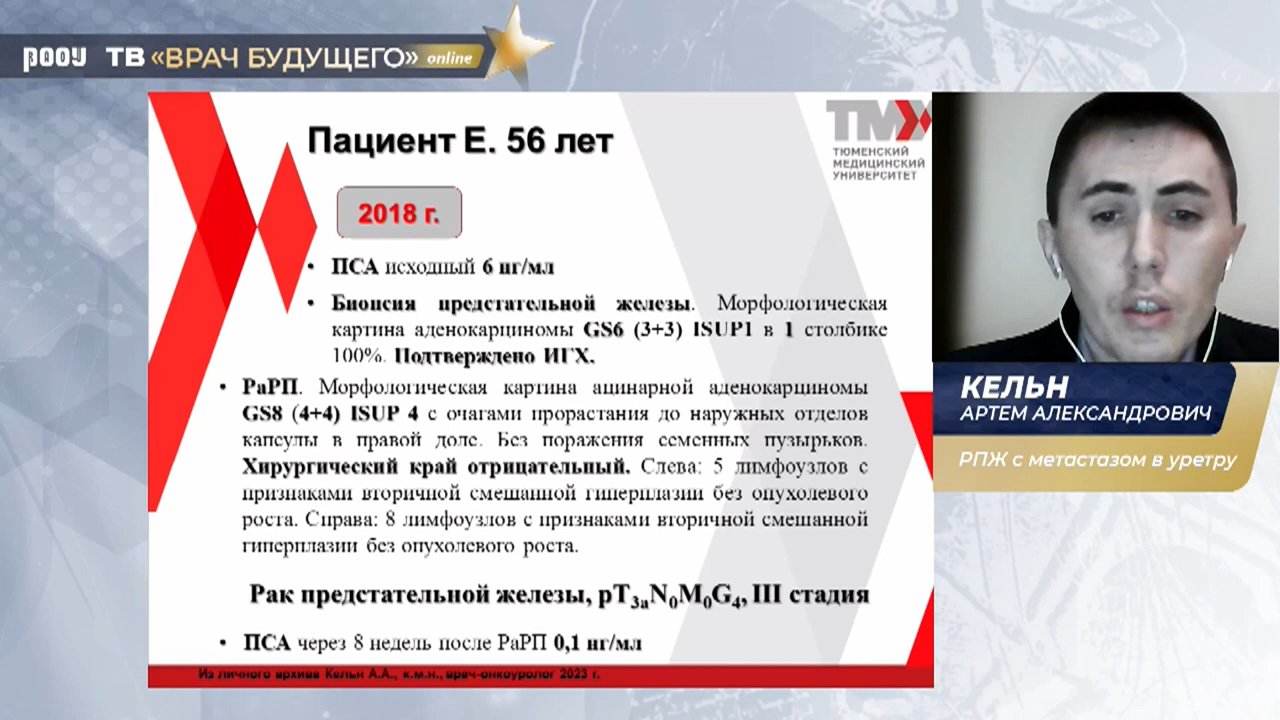 РООУ ТВ «ВРАЧ БУДУЩЕГО» online
Пациент Е. 56 лет
ТМУ
ТЮМЕНСКИЙ
МЕДИЦИНСКИЙ
УНИВЕРСИТЕТ
2018 г.
• ПСА исходный 6 нг/мл
• Биопсия предстательной железы. Морфологическая
картина аденокарциномы GS6 (3+3) ISUP1 в 1 столбике
100%. Подтверждено ИГХ.
• РаРП. Морфологическая картина ацинарной аденокарциномы
GS8 (4+4) ISUP 4 с очагами прорастания до наружных отделов
капсулы в правой доле. Без поражения семенных пузырьков.
Хирургический край отрицательный. Слева: 5 лимфоузлов с
признаками вторичной смешанной гиперплазии без опухолевого
роста. Справа: 8 лимфоузлов с признаками вторичной смешанной
гиперплазии без опухолевого роста.
Рак предстательной железы, pT3aN0M0G4, III стадия
• ПСА через 8 недель после РаРП 0,1 нг/мл
Из личного архива Кельн А.А., к.м.н., врач-онкоуролог 2023 г.
КЕЛЬН
АРТЕМ АЛЕКСАНДРОВИЧ
РПЖ с метастазом в уретру